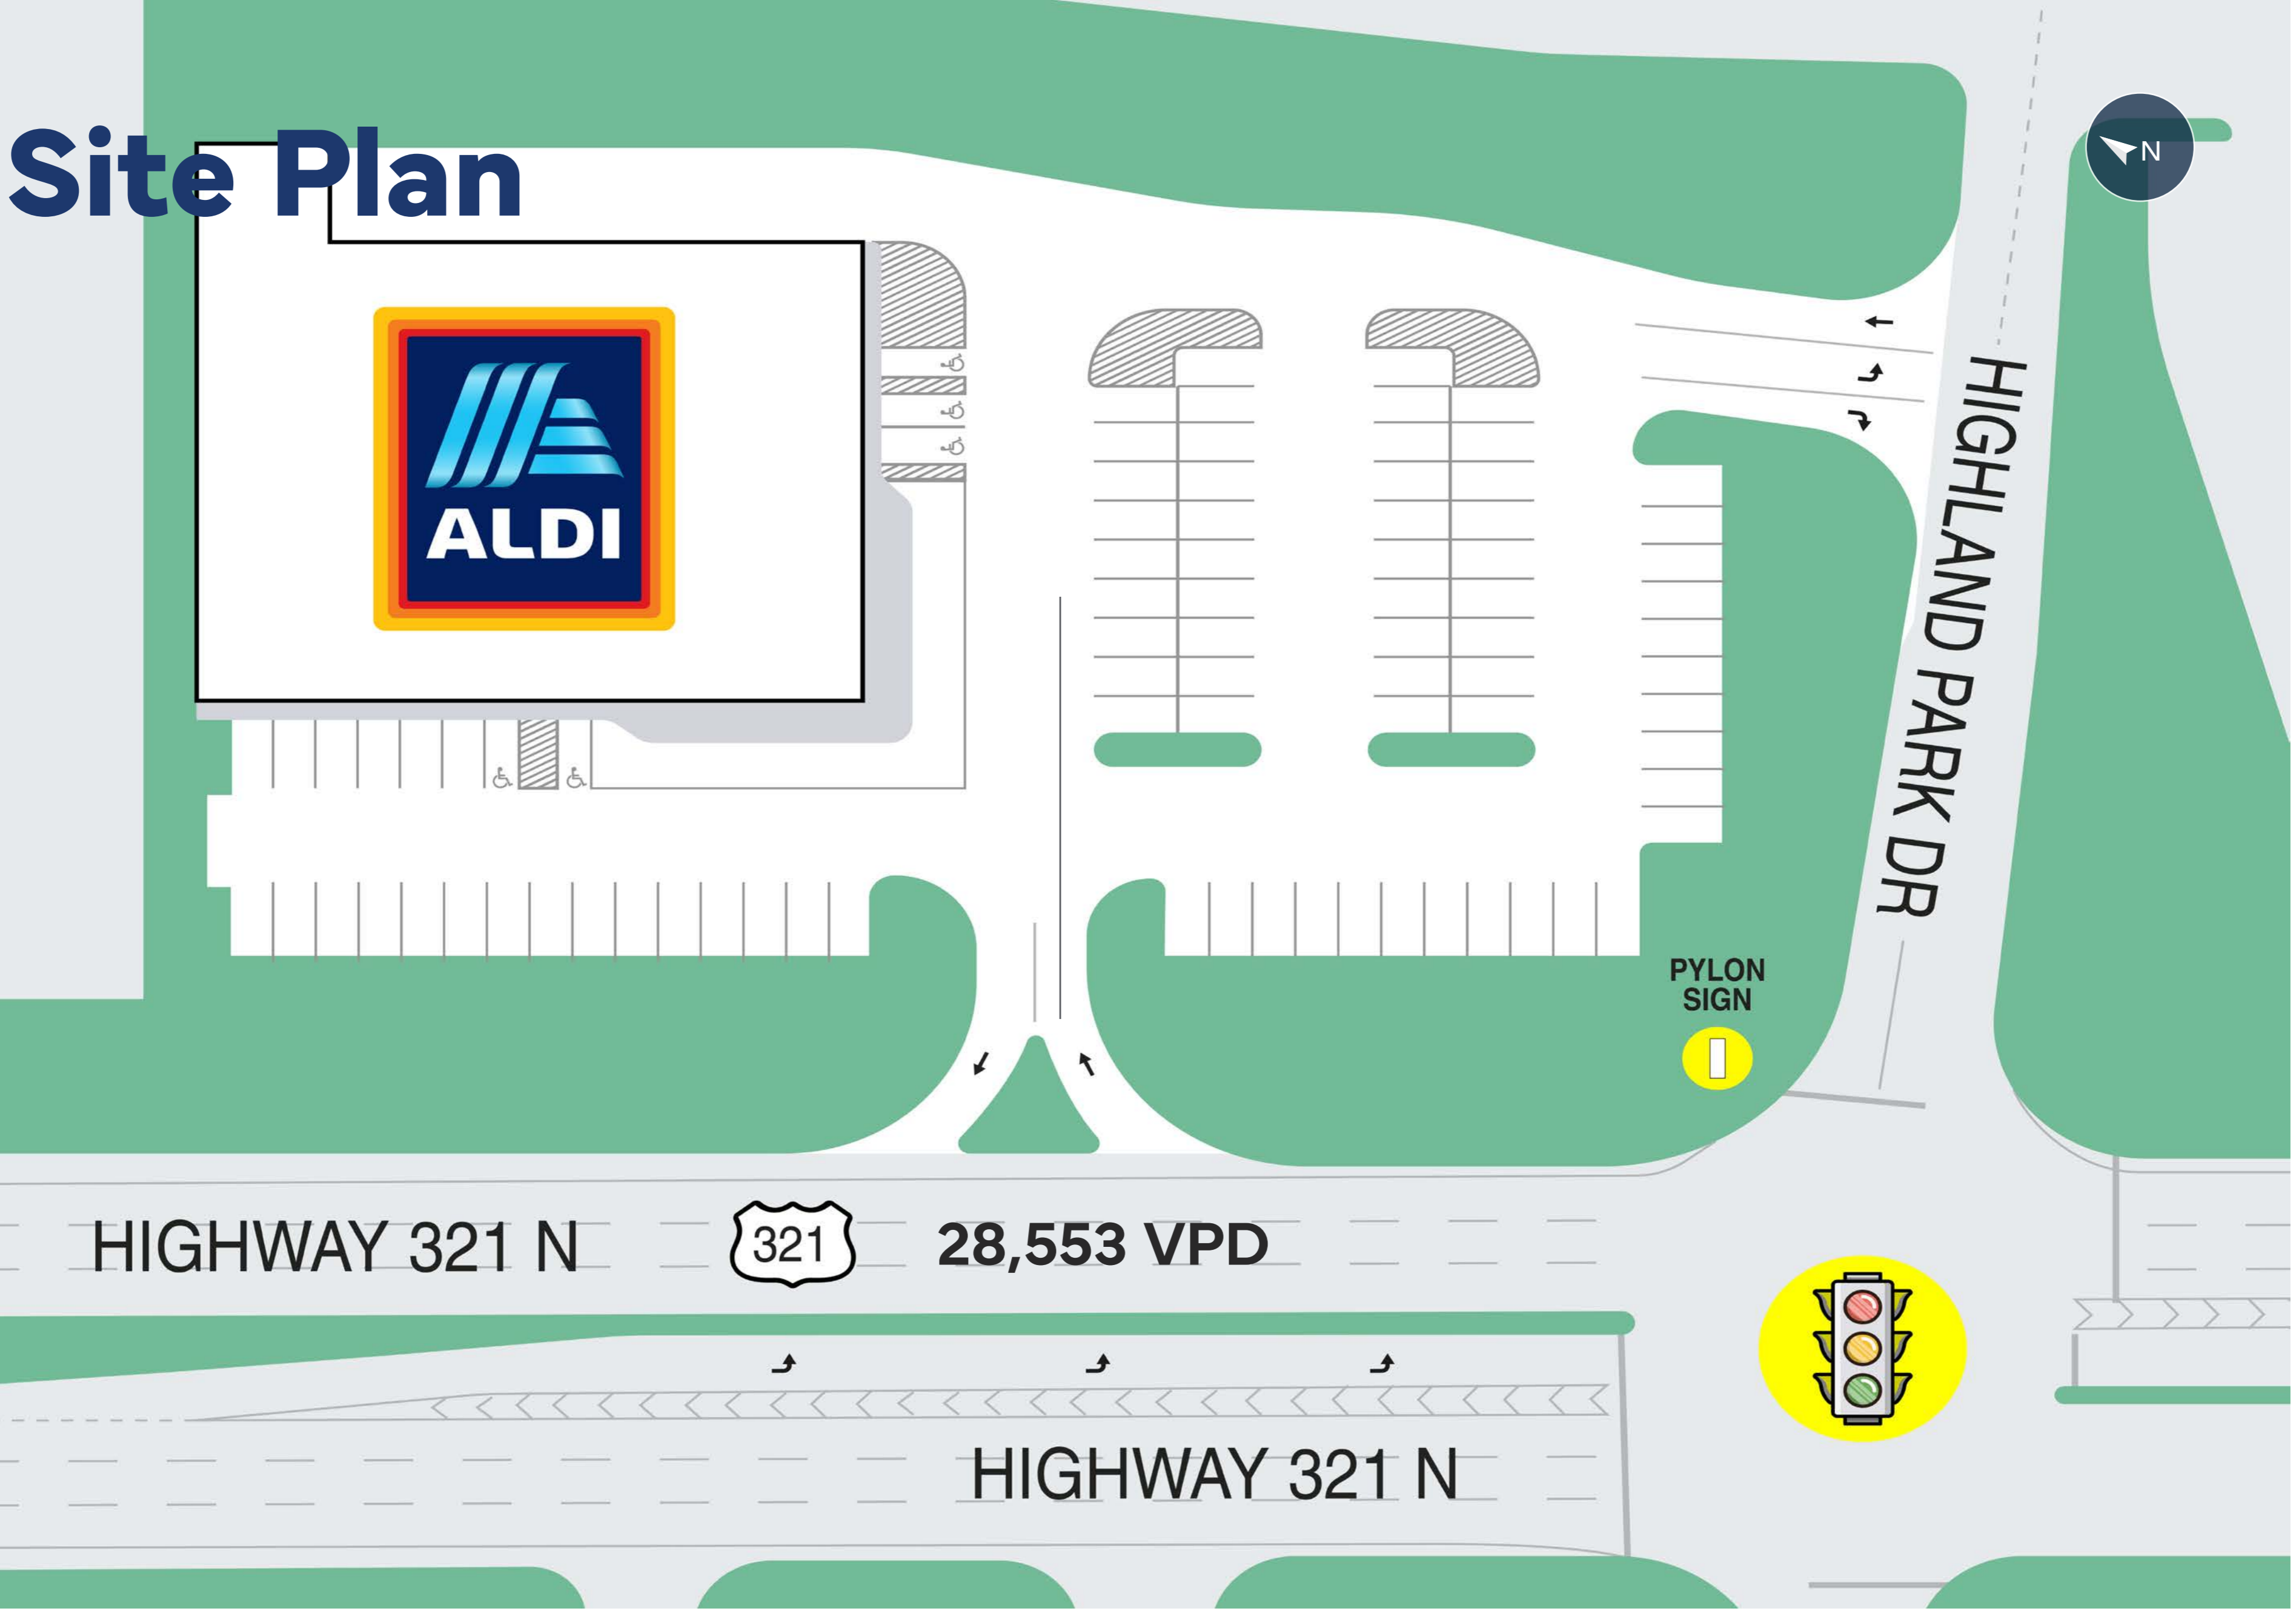 Site Plan
N
ALDI
HIGHLAND PARK DR
PYLON
SIGN
HIGHWAY 321 N
321
28,553 VPD
HIGHWAY 321 N